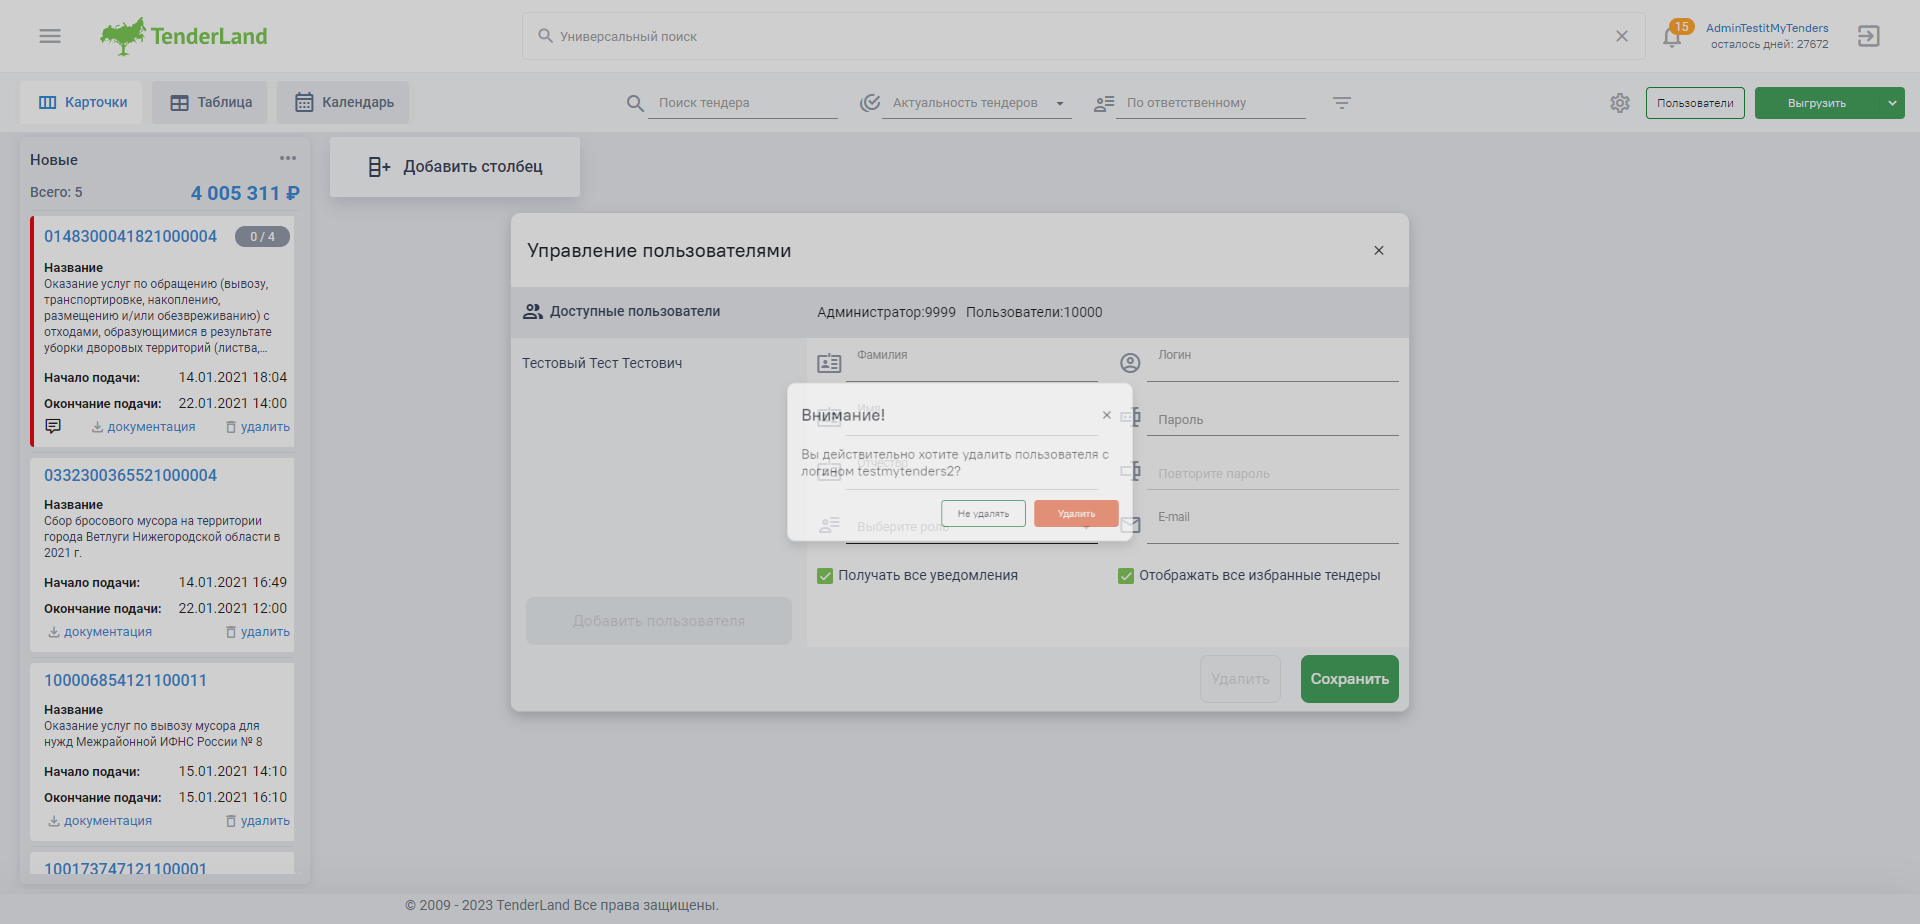 TenderLand
Универсальный поиск
15
AdminTestitMyTenders
осталось дней: 27672
Карточки
Таблица
Календарь
Поиск тендера
Актуальность тендеров
По ответственному
Пользователи
Выгрузить
Новые
Всего: 5
4 005 311 ₽
0148300041821000004
0 / 4
Название
Оказание услуг по обращению (вывозу,
транспортировке, накоплению,
размещению и/или обезвреживанию) с
отходами, образующимися в результате
уборки дворовых территорий (листва,...
Начало подачи: 14.01.2021 18:04
Окончание подачи: 22.01.2021 14:00
документация
удалить
0332300365521000004
Название
Сбор бросового мусора на территории
города Ветлуги Нижегородской области в
2021 г.
Начало подачи: 14.01.2021 16:49
Окончание подачи: 22.01.2021 12:00
документация
удалить
100006854121100011
Название
Оказание услуг по вывозу мусора для
нужд Межрайонной ИФНС России № 8
Начало подачи: 15.01.2021 14:10
Окончание подачи: 15.01.2021 16:10
документация
удалить
100173747121100001
Добавить столбец
Управление пользователями
Доступные пользователи
Администратор:9999 Пользователи:10000
Тестовый Тест Тестович
Фамилия
Логин
Имя
Пароль
Отчество
Повторите пароль
Выберите роль
E-mail
Внимание!
Вы действительно хотите удалить пользователя с
логином testmytenders2?
Не удалять
Удалить
Получать все уведомления
Отображать все избранные тендеры
Добавить пользователя
Удалить
Сохранить
© 2009 - 2023 TenderLand Все права защищены.